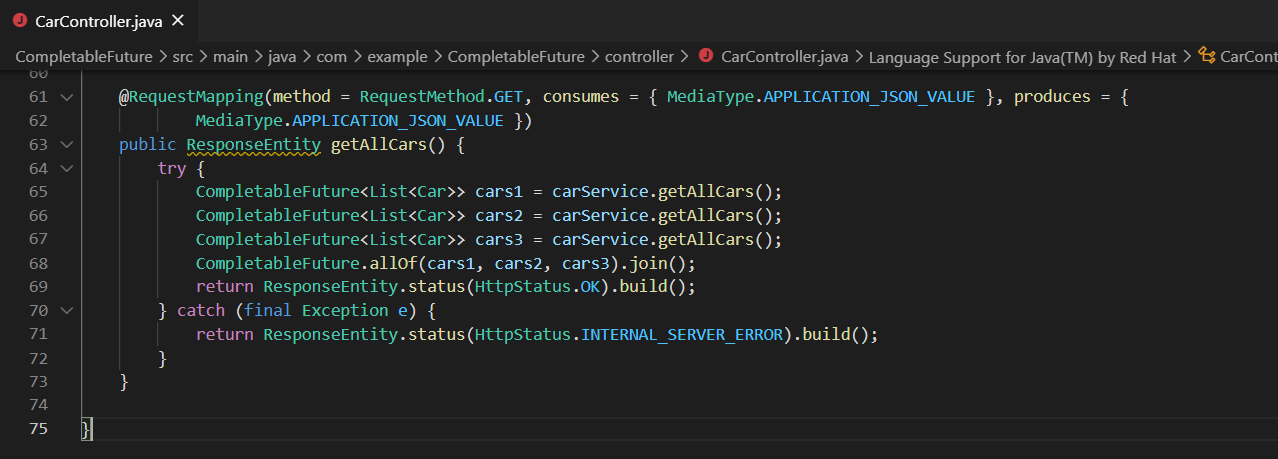 CarController.java
CompletableFuture > src > main > java > com > example > CompletableFuture > controller > CarController.java > Language Support for Java(TM) by Red Hat > CarCont
60
61 @RequestMapping(method = RequestMethod.GET, consumes = { MediaType.APPLICATION_JSON_VALUE }, produces = {
62 MediaType.APPLICATION_JSON_VALUE })
63 public ResponseEntity getAllCars() {
64 try {
65 CompletableFuture<List<Car>> cars1 = carService.getAllCars();
66 CompletableFuture<List<Car>> cars2 = carService.getAllCars();
67 CompletableFuture<List<Car>> cars3 = carService.getAllCars();
68 CompletableFuture.allOf(cars1, cars2, cars3).join();
69 return ResponseEntity.status(HttpStatus.OK).build();
70 } catch (final Exception e) {
71 return ResponseEntity.status(HttpStatus.INTERNAL_SERVER_ERROR).build();
72 }
73 }
74
75 }